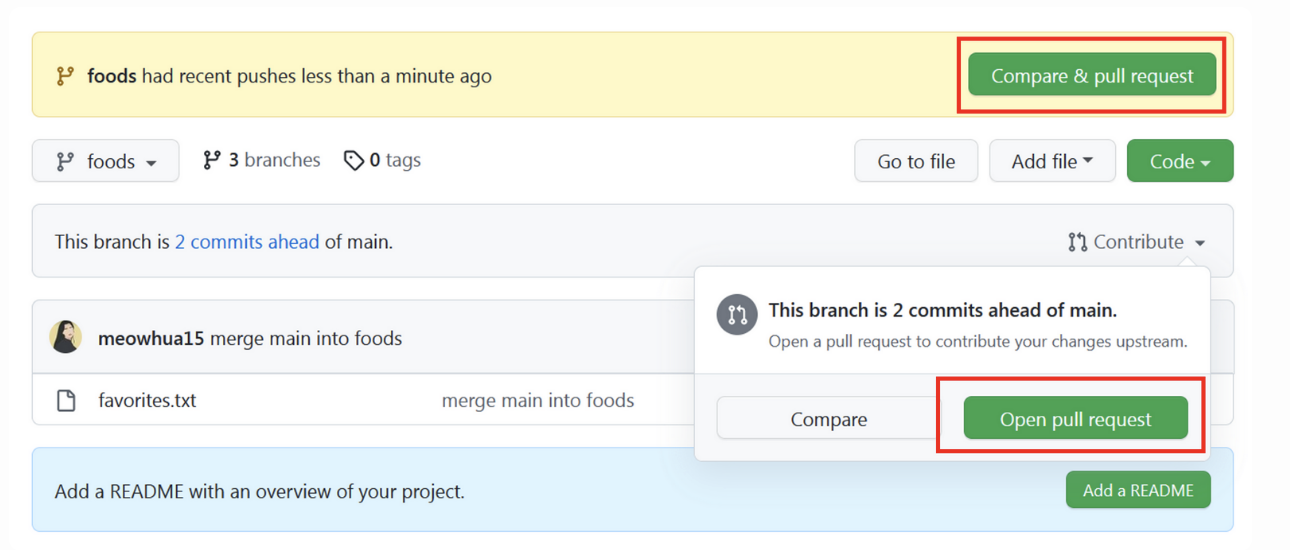 foods had recent pushes less than a minute ago
Compare & pull request
foods
3 branches
0 tags
Go to file
Add file
Code
This branch is 2 commits ahead of main.
Contribute
This branch is 2 commits ahead of main.
Open a pull request to contribute your changes upstream.
Compare
Open pull request
meowhua15 merge main into foods
favorites.txt
merge main into foods
Add a README with an overview of your project.
Add a README